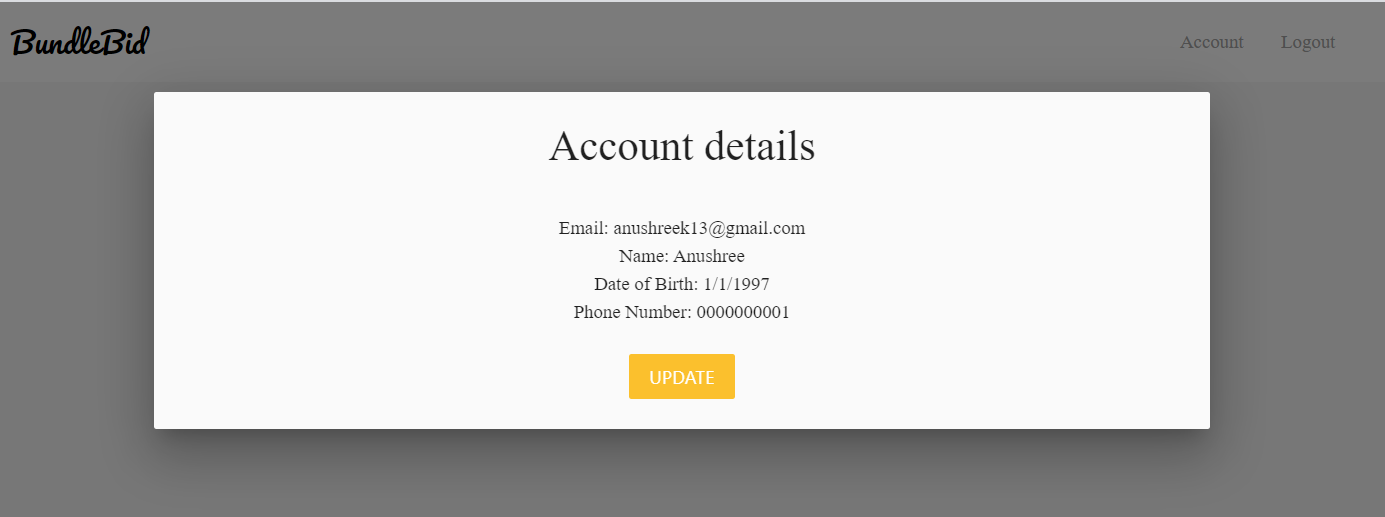 BundleBid
Account Logout
Account details
Email: anushreek13@gmail.com
Name: Anushree
Date of Birth: 1/1/1997
Phone Number: 0000000001
UPDATE